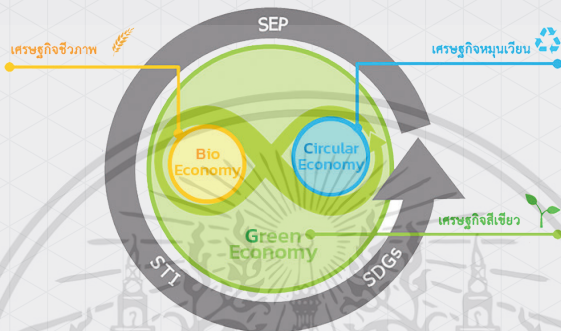 SEP
เศรษฐกิจชีวภาพ
เศรษฐกิจหมุนเวียน
Bio
Economy
Circular
Economy
เศรษฐกิจสีเขียว
Green
Economy
STI
SDGs